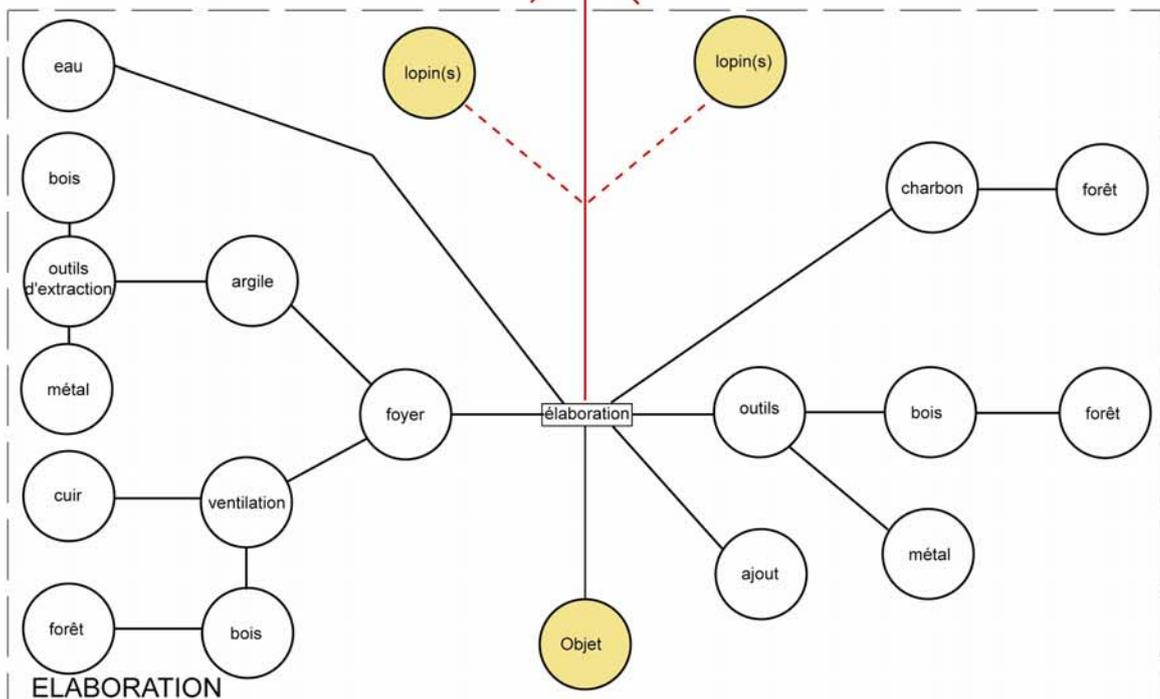 eau
lopin(s)
lopin(s)
bois
charbon
forêt
outils
d'extraction
argile
métal
foyer
élaboration
outils
bois
forêt
cuir
ventilation
métal
ajout
forêt
bois
Objet
ELABORATION